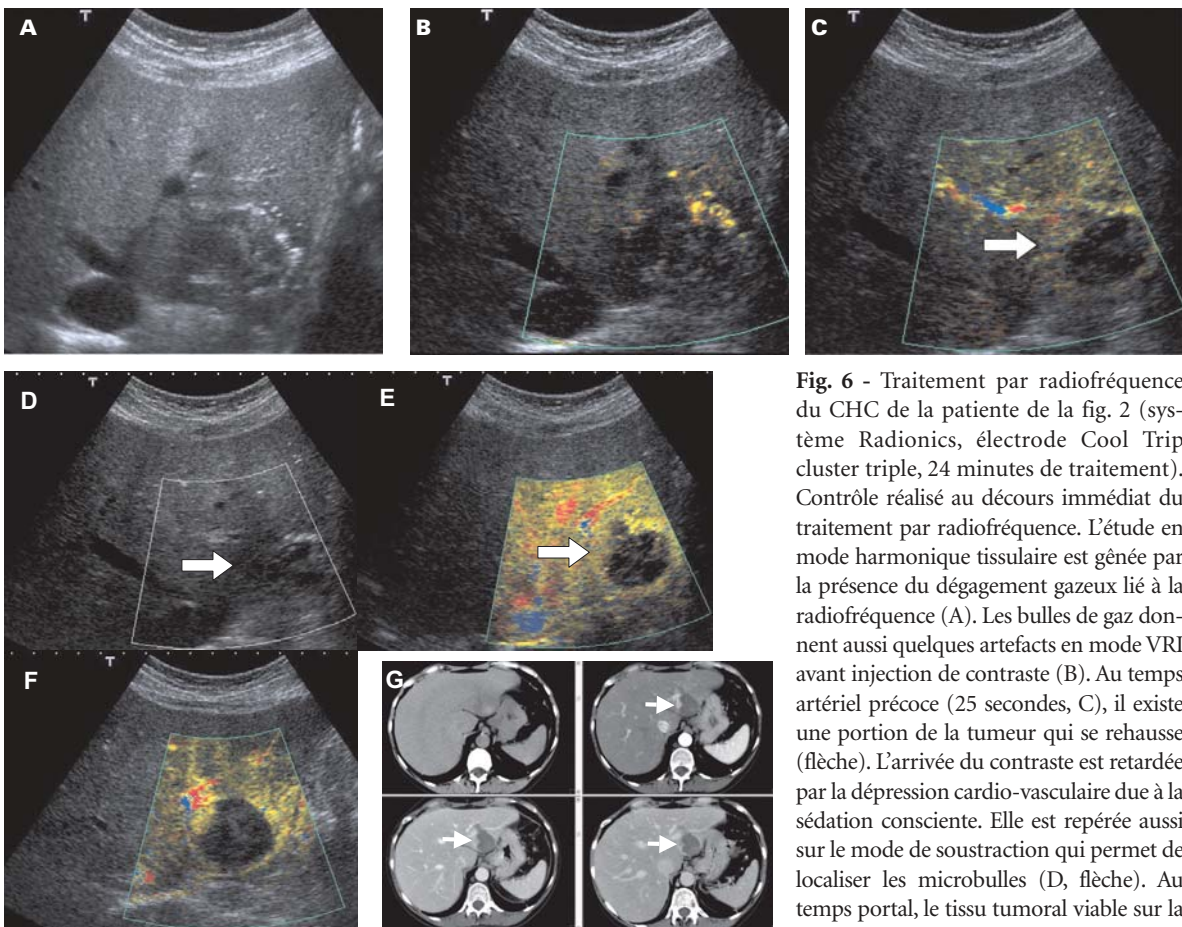 A
B
C
D
E
F
G
Fig. 6 - Traitement par radiofréquence
du CHC de la patiente de la fig. 2 (sys-
tème Radionics, électrode Cool Trip
cluster triple, 24 minutes de traitement).
Contrôle réalisé au décours immédiat du
traitement par radiofréquence. L’étude en
mode harmonique tissulaire est gênée par
la présence du dégagement gazeux lié à la
radiofréquence (A). Les bulles de gaz don-
nent aussi quelques artefacts en mode VRI
avant injection de contraste (B). Au temps
artériel précoce (25 secondes, C), il existe
une portion de la tumeur qui se rehausse
(flèche). L’arrivée du contraste est retardée
par la dépression cardio-vasculaire due à la
sédation consciente. Elle est repérée aussi
sur le mode de soustraction qui permet de
localiser les microbulles (D, flèche). Au
temps portal, le tissu tumoral viable sur la